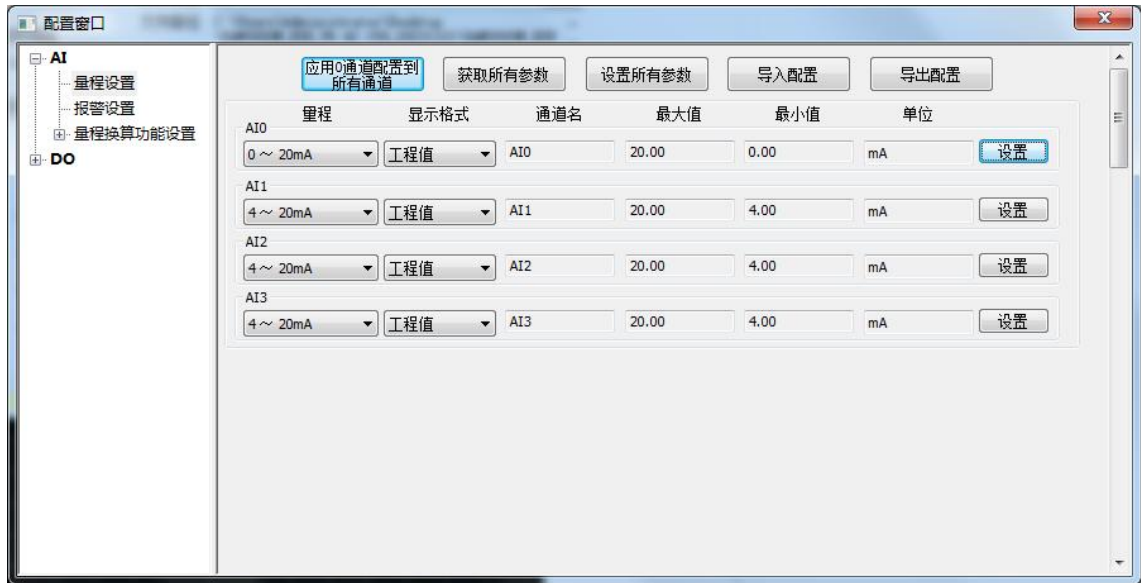 配置窗口
AI
量程设置
报警设置
量程换算功能设置
DO
应用0通道配置到
所有通道
获取所有参数
设置所有参数
导入配置
导出配置
量程 显示格式 通道名 最大值 最小值 单位
AI0
0～20mA 工程值 AI0 20.00 0.00 mA 设置
AI1
4～20mA 工程值 AI1 20.00 4.00 mA 设置
AI2
4～20mA 工程值 AI2 20.00 4.00 mA 设置
AI3
4～20mA 工程值 AI3 20.00 4.00 mA 设置